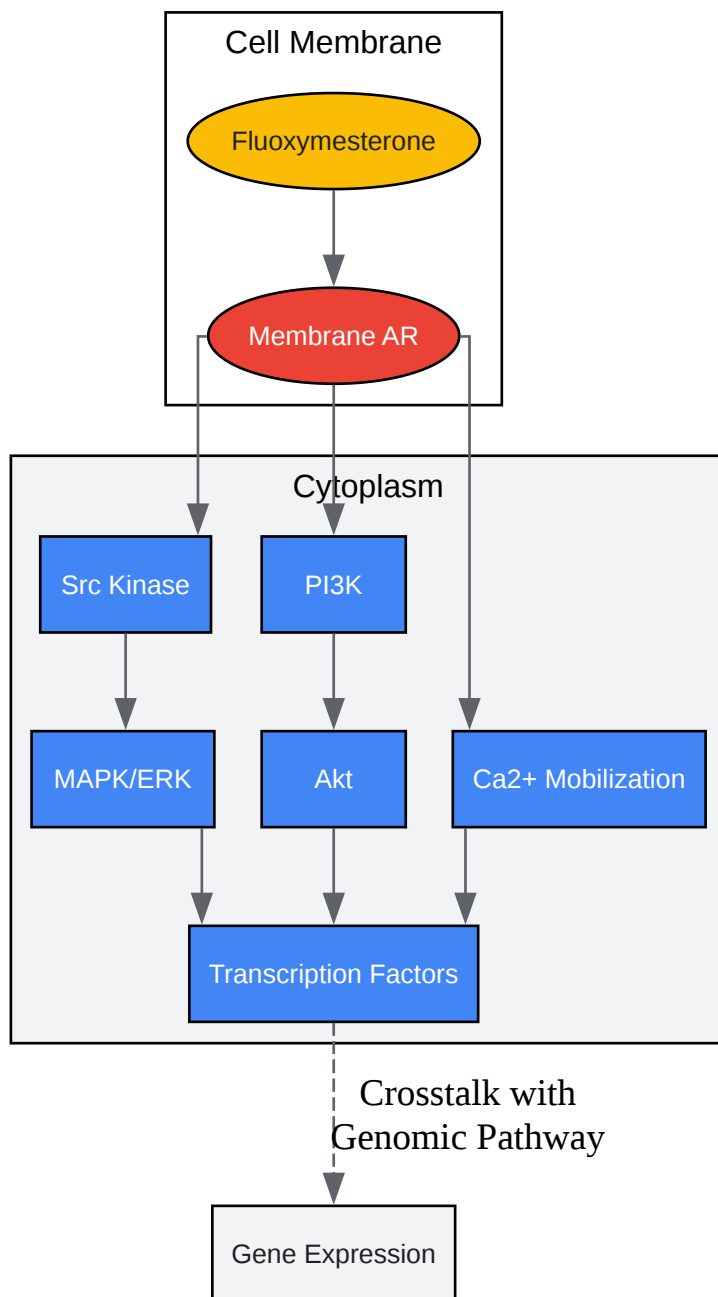 Cell Membrane
Fluoxymesterone
Membrane AR
Cytoplasm
Src Kinase
PI3K
MAPK/ERK
Akt
Ca2+ Mobilization
Transcription Factors
Crosstalk with
Genomic Pathway
Gene Expression